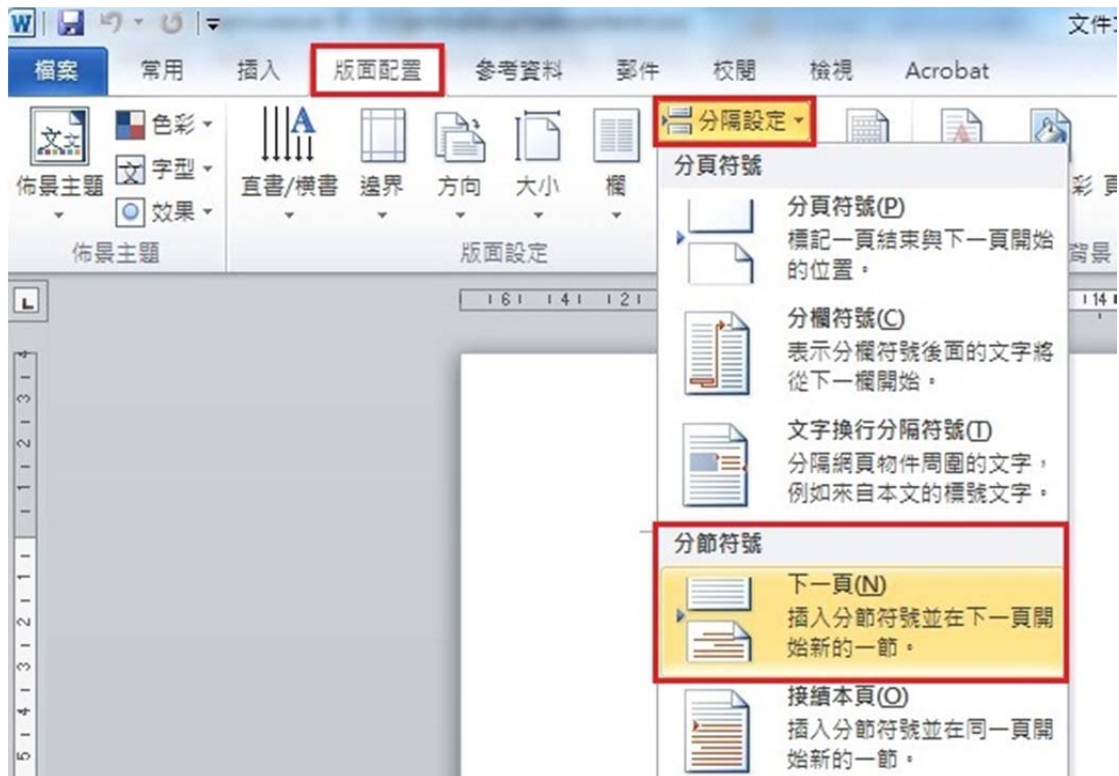 文件
檔案 常用 插入 版面配置 參考資料 郵件 校閱 檢視 Acrobat
佈景主題
色彩
字型
效果
直書/橫書 邊界 方向 大小 欄
分隔設定
佈景主題 版面設定 背景
分頁符號
分頁符號(P)
標記一頁結束與下一頁開始
的位置。
分欄符號(C)
表示分欄符號後面的文字將
從下一欄開始。
文字換行分隔符號(T)
分隔網頁物件周圍的文字，
例如來自本文的標號文字。
分節符號
下一頁(N)
插入分節符號並在下一頁開
始新的一節。
接續本頁(O)
插入分節符號並在同一頁開
始新的一節。